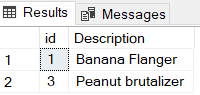 Results Messages
id Description
1 1 Banana Flanger
2 3 Peanut brutalizer